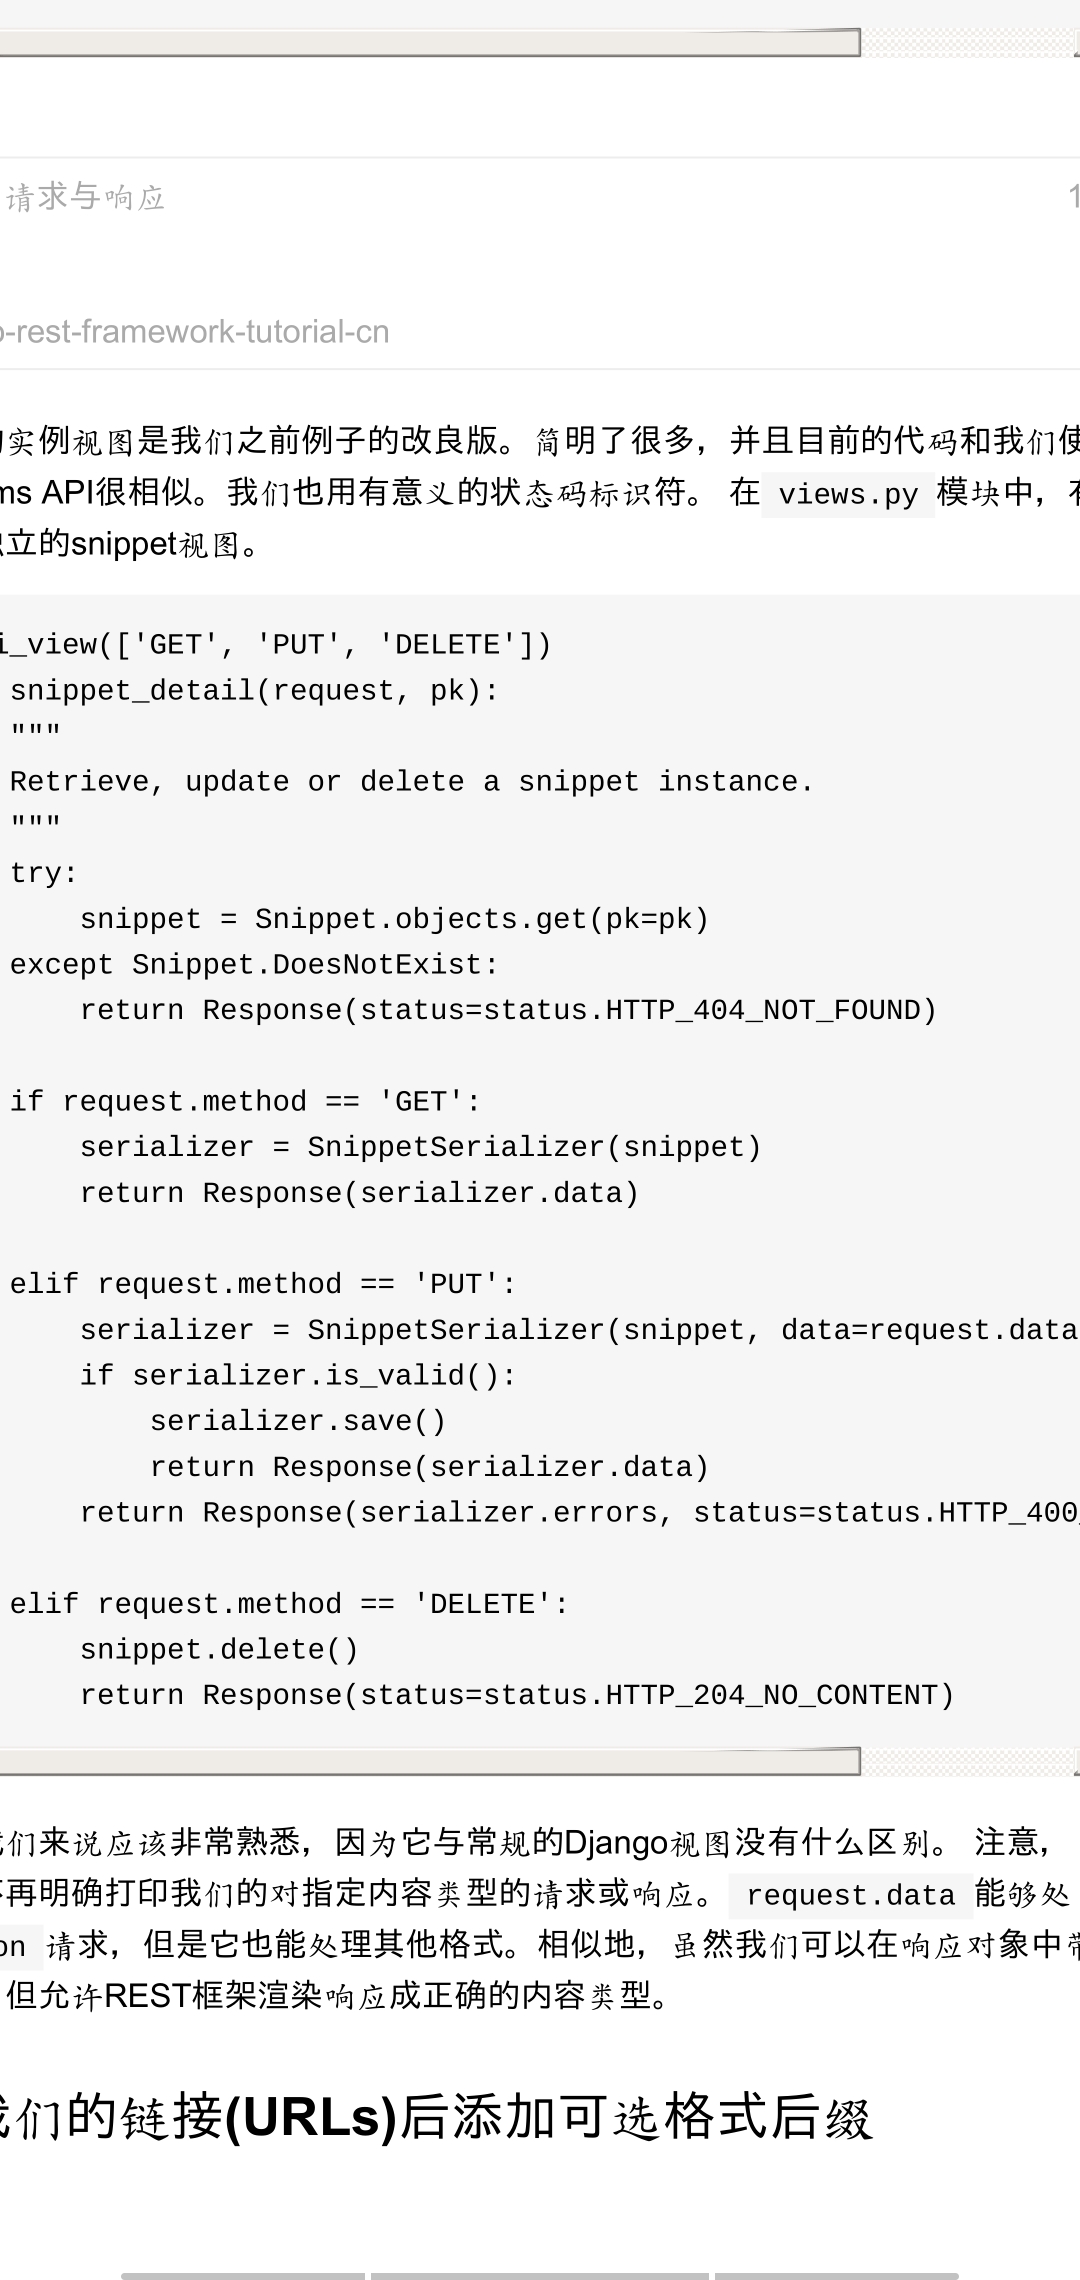 请求与响应 1
-rest-framework-tutorial-cn
实例视图是我们之前例子的改良版。简明了很多，并且目前的代码和我们使
ms API很相似。我们也用有意义的状态码标识符。 在 views.py 模块中，
立的snippet视图。
i_view(['GET', 'PUT', 'DELETE'])
snippet_detail(request, pk):
"""
Retrieve, update or delete a snippet instance.
"""
try:
    snippet = Snippet.objects.get(pk=pk)
except Snippet.DoesNotExist:
    return Response(status=status.HTTP_404_NOT_FOUND)
if request.method == 'GET':
    serializer = SnippetSerializer(snippet)
    return Response(serializer.data)
elif request.method == 'PUT':
    serializer = SnippetSerializer(snippet, data=request.data
    if serializer.is_valid():
        serializer.save()
        return Response(serializer.data)
    return Response(serializer.errors, status=status.HTTP_400_
elif request.method == 'DELETE':
    snippet.delete()
    return Response(status=status.HTTP_204_NO_CONTENT)
们来说应该非常熟悉，因为它与常规的Django视图没有什么区别。 注意，
再明确打印我们的对指定内容类型的请求或响应。 request.data 能够处
on 请求，但是它也能处理其他格式。相似地，虽然我们可以在响应对象中带
但允许REST框架渲染响应成正确的内容类型。
我们的链接(URLs)后添加可选格式后缀